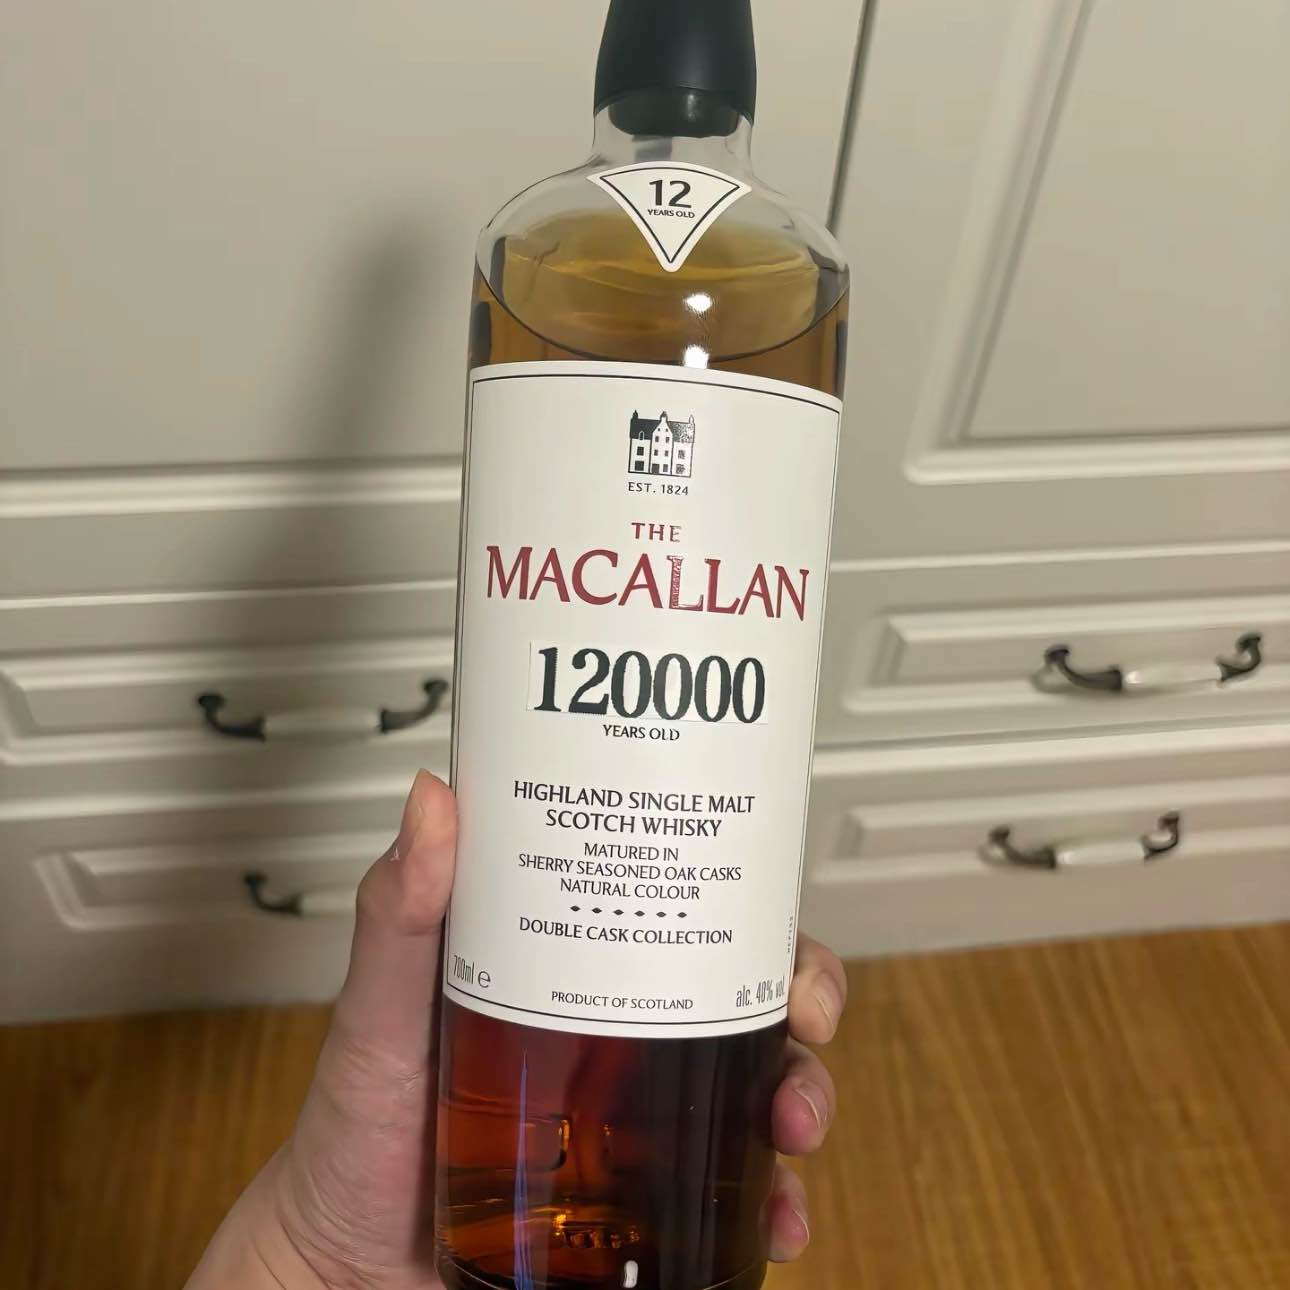 12
YEARS OLD
EST. 1824
THE
MACALLAN
120000
YEARS OLD
HIGHLAND SINGLE MALT
SCOTCH WHISKY
MATURED IN
SHERRY SEASONED OAK CASKS
NATURAL COLOUR
DOUBLE CASK COLLECTION
700ml e
alc. 40% vol.
PRODUCT OF SCOTLAND